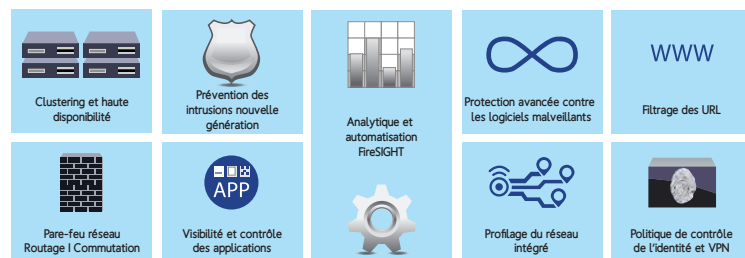 Clustering et haute
disponibilité
Prévention des
intrusions nouvelle
génération
Analytique et
automatisation
FireSIGHT
Protection avancée contre
les logiciels malveillants
WWW
Filtrage des URL
Pare-feu réseau
Routage I Commutation
APP
Visibilité et contrôle
des applications
Profilage du réseau
intégré
Politique de contrôle
de l'identité et VPN